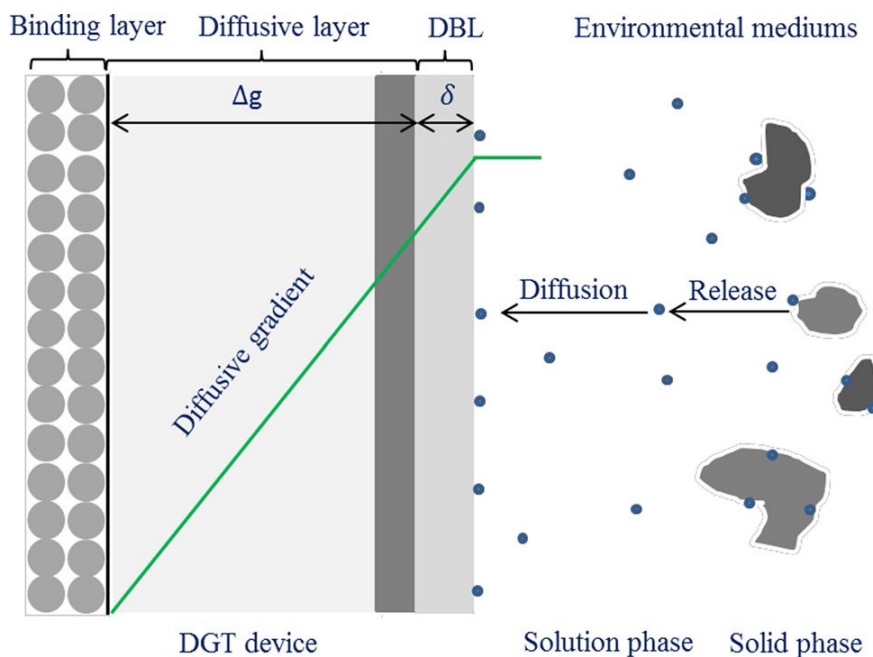 Binding layer Diffusive layer DBL Environmental mediums
Δg δ
Diffusive gradient
Diffusion Release
DGT device Solution phase Solid phase